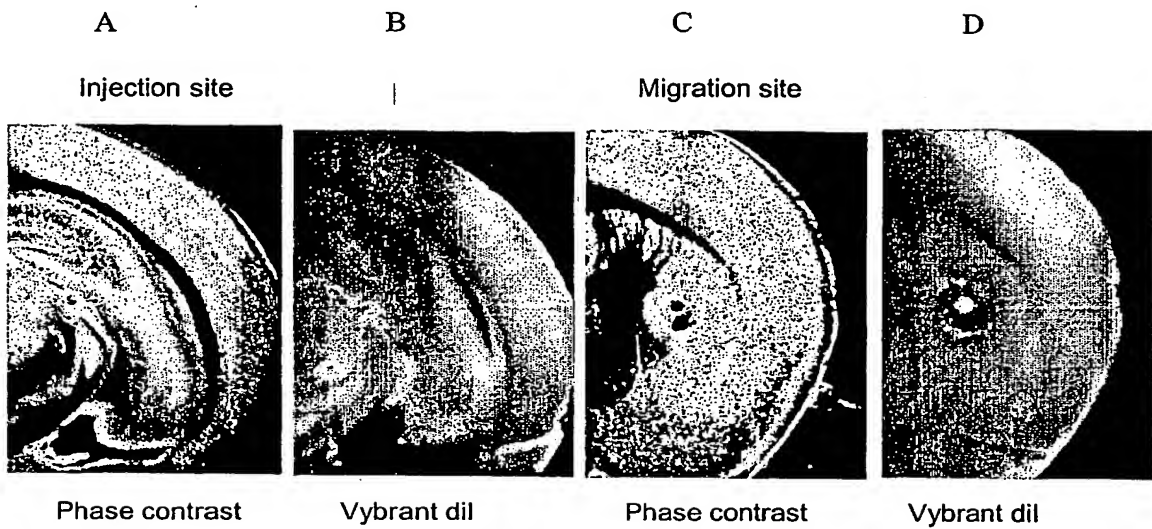 A B C D
Injection site Migration site
Phase contrast Vybrant dil Phase contrast Vybrant dil